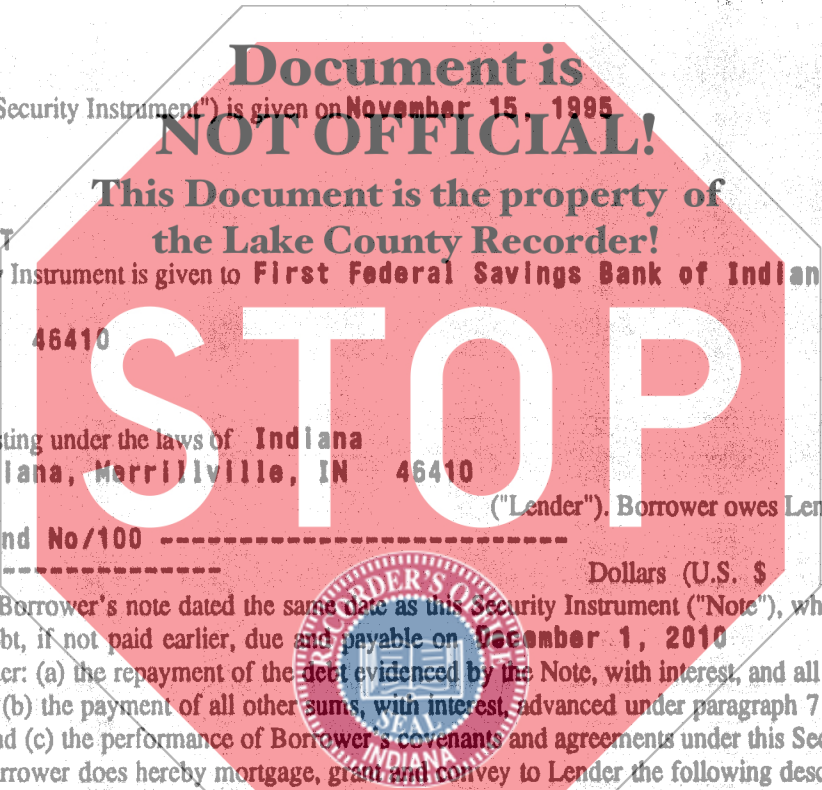 Document is
Security Instrument") is given on November 15, 1995
NOT OFFICIAL!
This Document is the property of
the Lake County Recorder!
Instrument is given to First Federal Savings Bank of Indian
46410
STOP
sting under the laws of Indiana
iana, Merrillville, IN 46410
("Lender"). Borrower owes Len
nd No/100 ---------------------------
---------------
Dollars (U.S. $
Borrower's note dated the same date as this Security Instrument ("Note"), wh
bt, if not paid earlier, due and payable on December 1, 2010
er: (a) the repayment of the debt evidenced by the Note, with interest, and all
(b) the payment of all other sums, with interest, advanced under paragraph 7
nd (c) the performance of Borrower's covenants and agreements under this Sec
rrower does hereby mortgage, grant and convey to Lender the following desc
RECORDER'S OFFICE
SEAL
INDIANA